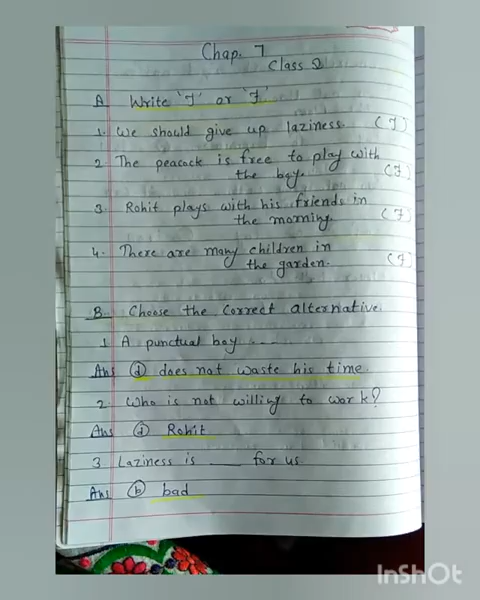 Chap. 7
Class 2
A Write 'T' or 'F'
1. We should give up laziness. (T)
2. The peacock is free to play with
the boy. (F)
3. Rohit plays with his friends in
the morning. (F)
4. There are many children in
the garden. (F)
B. Choose the correct alternative.
1. A punctual boy ....
Ans (d) does not waste his time.
2. Who is not willing to work?
Ans (d) Rohit
3 Laziness is ___ for us.
Ans (b) bad
InShOt